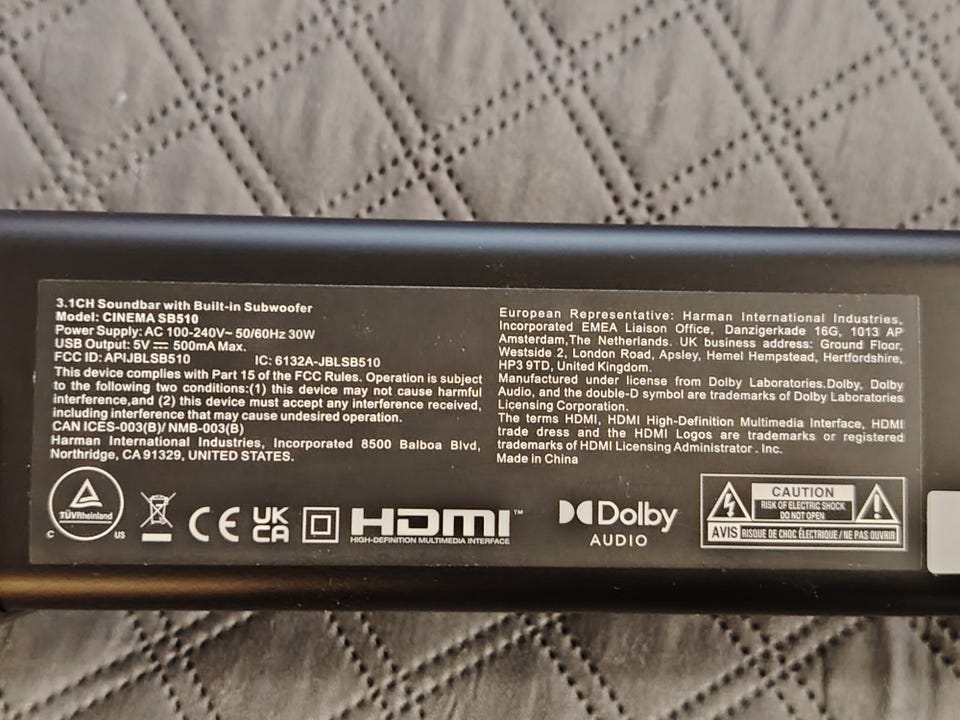 3.1CH Soundbar with Built-in Subwoofer
Model: CINEMA SB510
Power Supply: AC 100-240V~ 50/60Hz 30W
USB Output: 5V ⎓ 500mA Max.
FCC ID: APIJBLSB510 IC: 6132A-JBLSB510
This device complies with Part 15 of the FCC Rules. Operation is subject
to the following two conditions:(1) this device may not cause harmful
interference,and (2) this device must accept any interference received,
including interference that may cause undesired operation.
CAN ICES-003(B)/ NMB-003(B)
Harman International Industries, Incorporated 8500 Balboa Blvd,
Northridge, CA 91329, UNITED STATES.
European Representative: Harman International Industries,
Incorporated EMEA Liaison Office, Danzigerkade 16G, 1013 AP
Amsterdam,The Netherlands. UK business address: Ground Floor,
Westside 2, London Road, Apsley, Hemel Hempstead, Hertfordshire,
HP3 9TD, United Kingdom.
Manufactured under license from Dolby Laboratories.Dolby, Dolby
Audio, and the double-D symbol are trademarks of Dolby Laboratories
Licensing Corporation.
The terms HDMI, HDMI High-Definition Multimedia Interface, HDMI
trade dress and the HDMI Logos are trademarks or registered
trademarks of HDMI Licensing Administrator . Inc.
Made in China
TÜVRheinland
C US
CE
UK
CA
HDMI™
HIGH-DEFINITION MULTIMEDIA INTERFACE
Dolby
AUDIO
CAUTION
RISK OF ELECTRIC SHOCK
DO NOT OPEN
AVIS RISQUE DE CHOC ÉLECTRIQUE / NE PAS OUVRIR